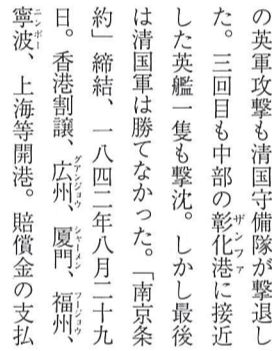 の英軍攻撃も清国守備隊が撃退し
た。三回目も中部の彰化港に接近
した英艦一隻も撃沈。しかし最後
は清国軍は勝てなかった。「南京条
約」締結、一八四二年八月二十九
日。香港割譲、広州、厦門、福州、
寧波、上海等開港。賠償金の支払